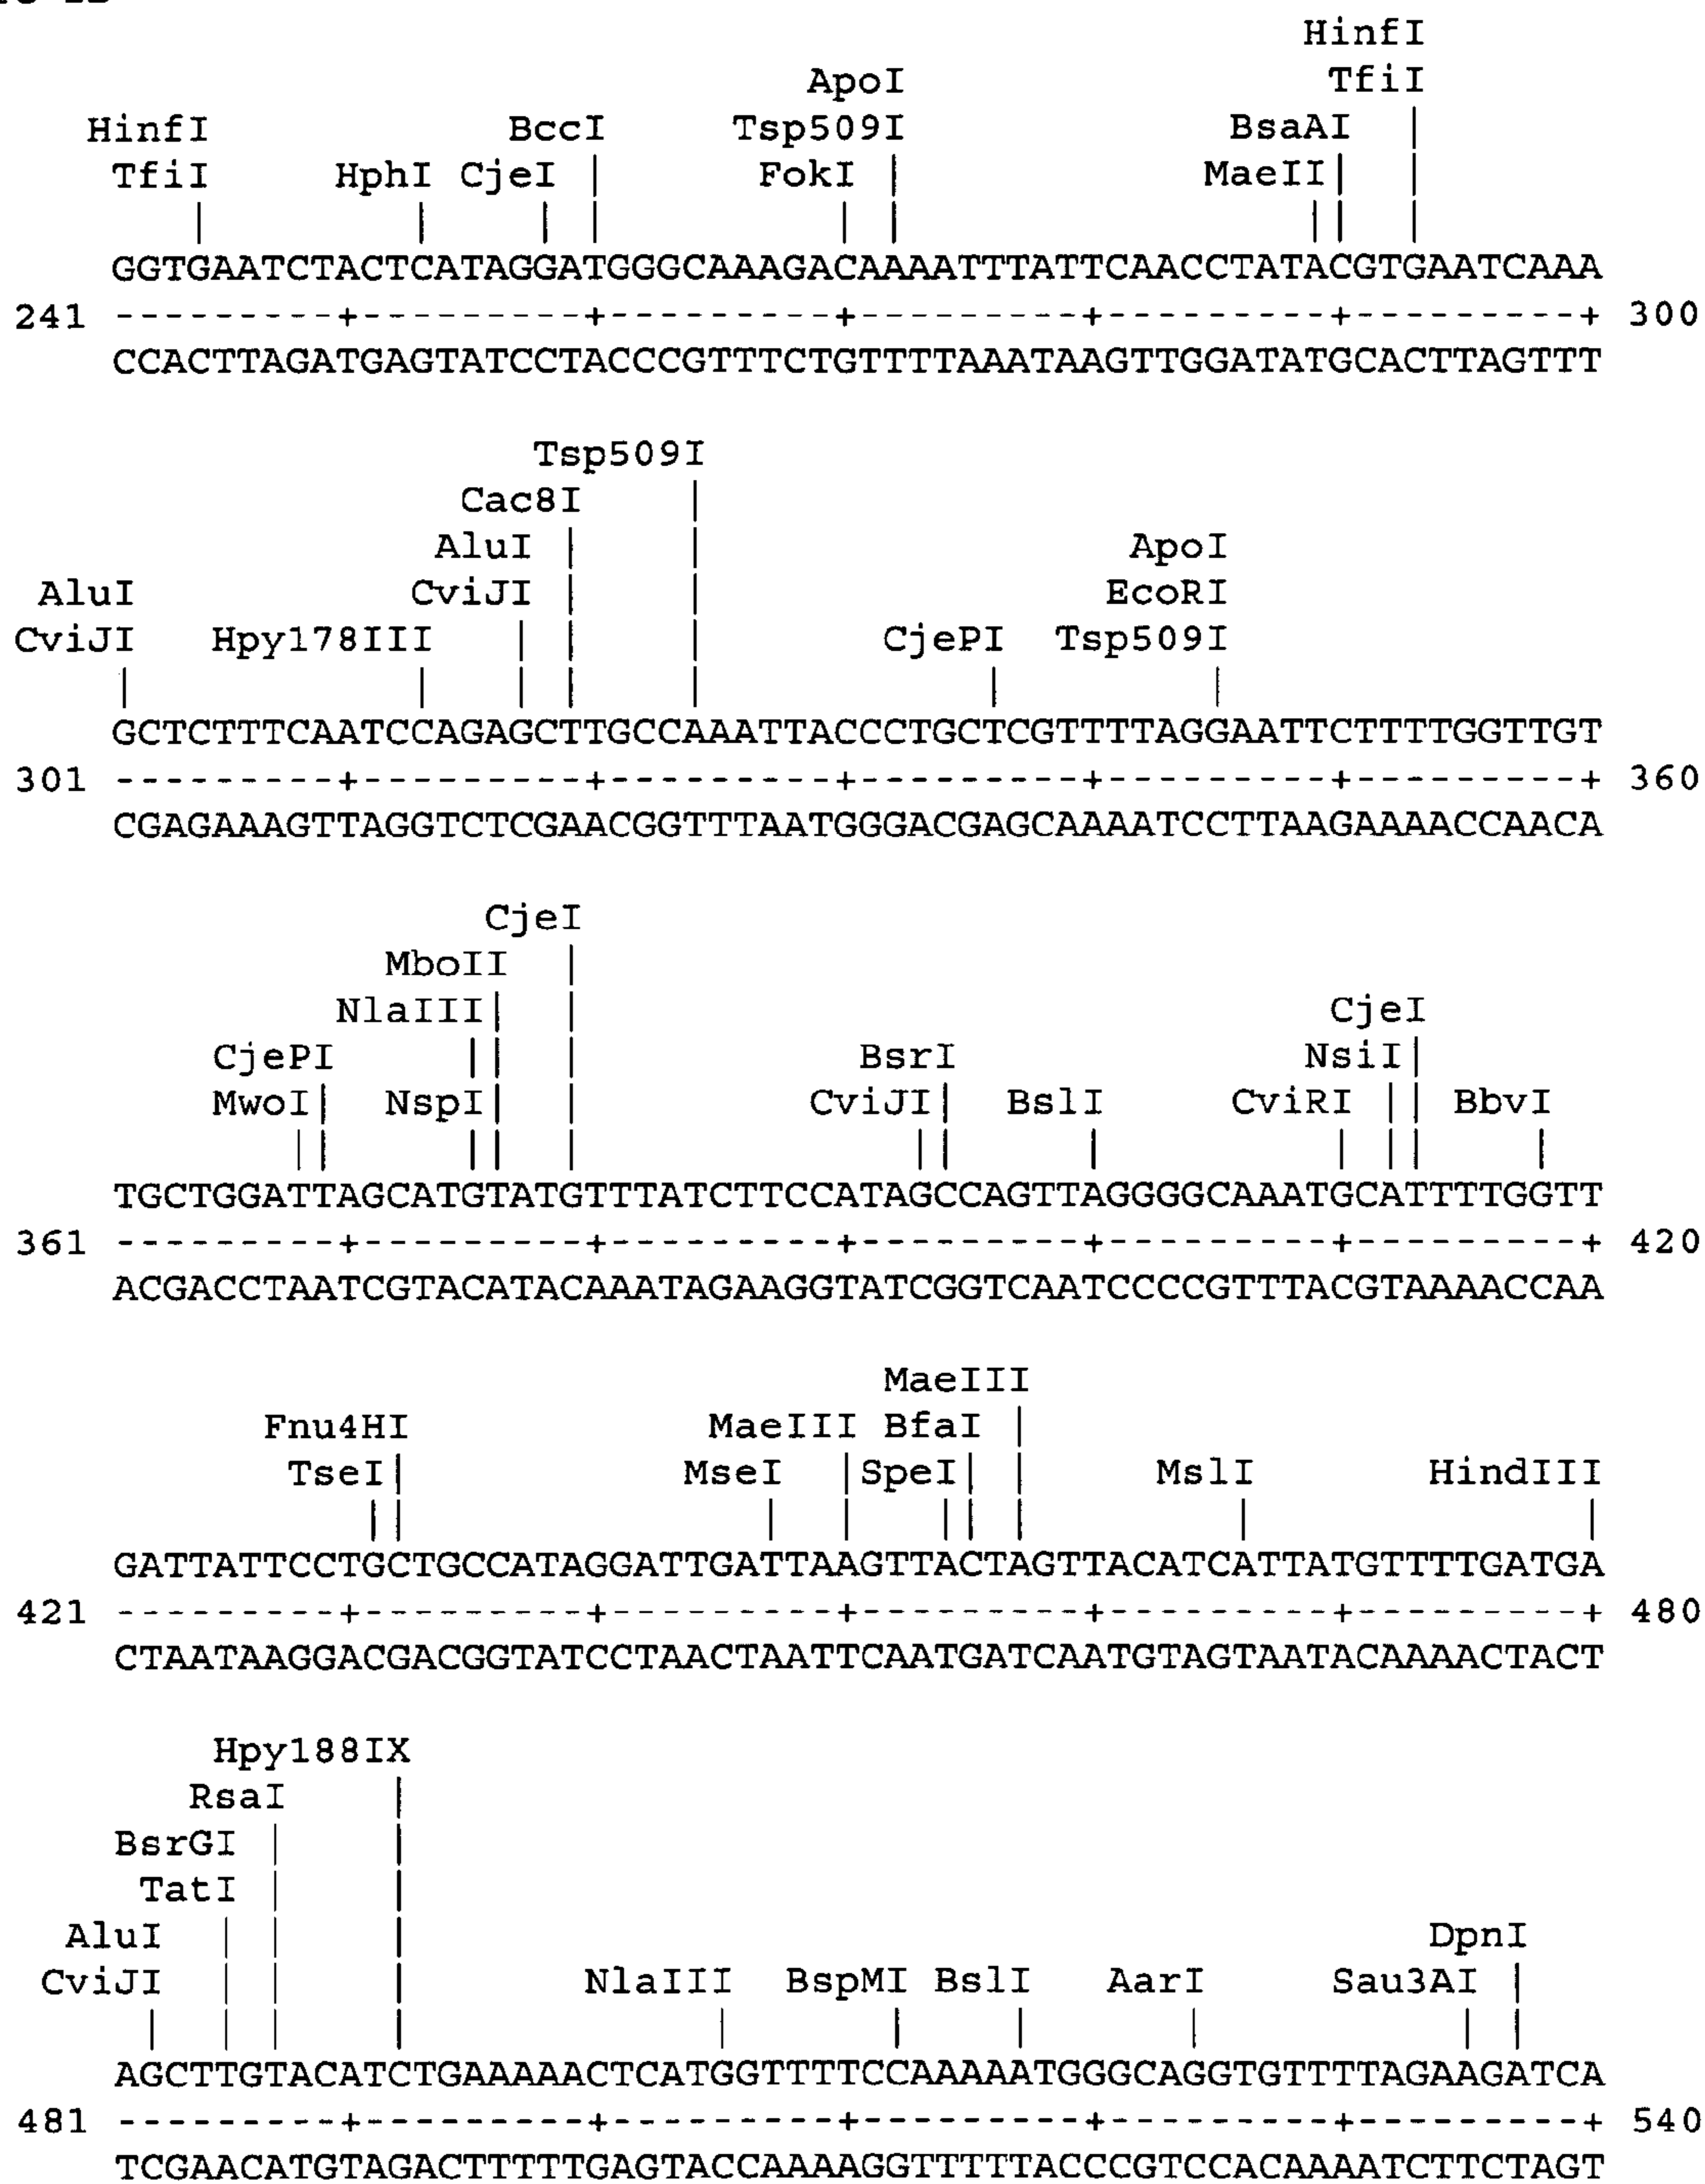 HinfI
ApoI TfiI
HinfI BccI Tsp509I BsaAI |
TfiI HphI CjeI | FokI | MaeII| |
| | | | | | || |
GGTGAATCTACTCATAGGATGGGCAAAGACAAAATTTATTCAACCTATACGTGAATCAAA
241 ---------+---------+---------+---------+---------+---------+ 300
CCACTTAGATGAGTATCCTACCCGTTTCTGTTTTAAATAAGTTGGATATGCACTTAGTTT
Tsp509I
Cac8I |
AluI | | ApoI
AluI CviJI | | EcoRI
CviJI Hpy178III | | | CjePI Tsp509I
| | | | | | |
GCTCTTTCAATCCAGAGCTTGCCAAATTACCCTGCTCGTTTTAGGAATTCTTTTGGTTGT
301 ---------+---------+---------+---------+---------+---------+ 360
CGAGAAAGTTAGGTCTCGAACGGTTTAATGGGACGAGCAAAATCCTTAAGAAAACCAACA
CjeI
MboII |
NlaIII| | CjeI
CjePI || | BsrI NsiI|
MwoI| NspI| | CviJI| BslI CviRI || BbvI
|| || | || | | || |
TGCTGGATTAGCATGTATGTTTATCTTCCATAGCCAGTTAGGGGCAAATGCATTTTGGTT
361 ---------+---------+---------+---------+---------+---------+ 420
ACGACCTAATCGTACATACAAATAGAAGGTATCGGTCAATCCCCGTTTACGTAAAACCAA
MaeIII
Fnu4HI MaeIII BfaI |
TseI| MseI |SpeI| | MslI HindIII
|| | | || | | |
GATTATTCCTGCTGCCATAGGATTGATTAAGTTACTAGTTACATCATTATGTTTTGATGA
421 ---------+---------+---------+---------+---------+---------+ 480
CTAATAAGGACGACGGTATCCTAACTAATTCAATGATCAATGTAGTAATACAAAACTACT
Hpy188IX
RsaI |
BsrGI | |
TatI | |
AluI | | | DpnI
CviJI | | | NlaIII BspMI BslI AarI Sau3AI |
| | | | | | | | | |
AGCTTGTACATCTGAAAAACTCATGGTTTTCCAAAAATGGGCAGGTGTTTTAGAAGATCA
481 ---------+---------+---------+---------+---------+---------+ 540
TCGAACATGTAGACTTTTTGAGTACCAAAAGGTTTTTACCCGTCCACAAAATCTTCTAGT